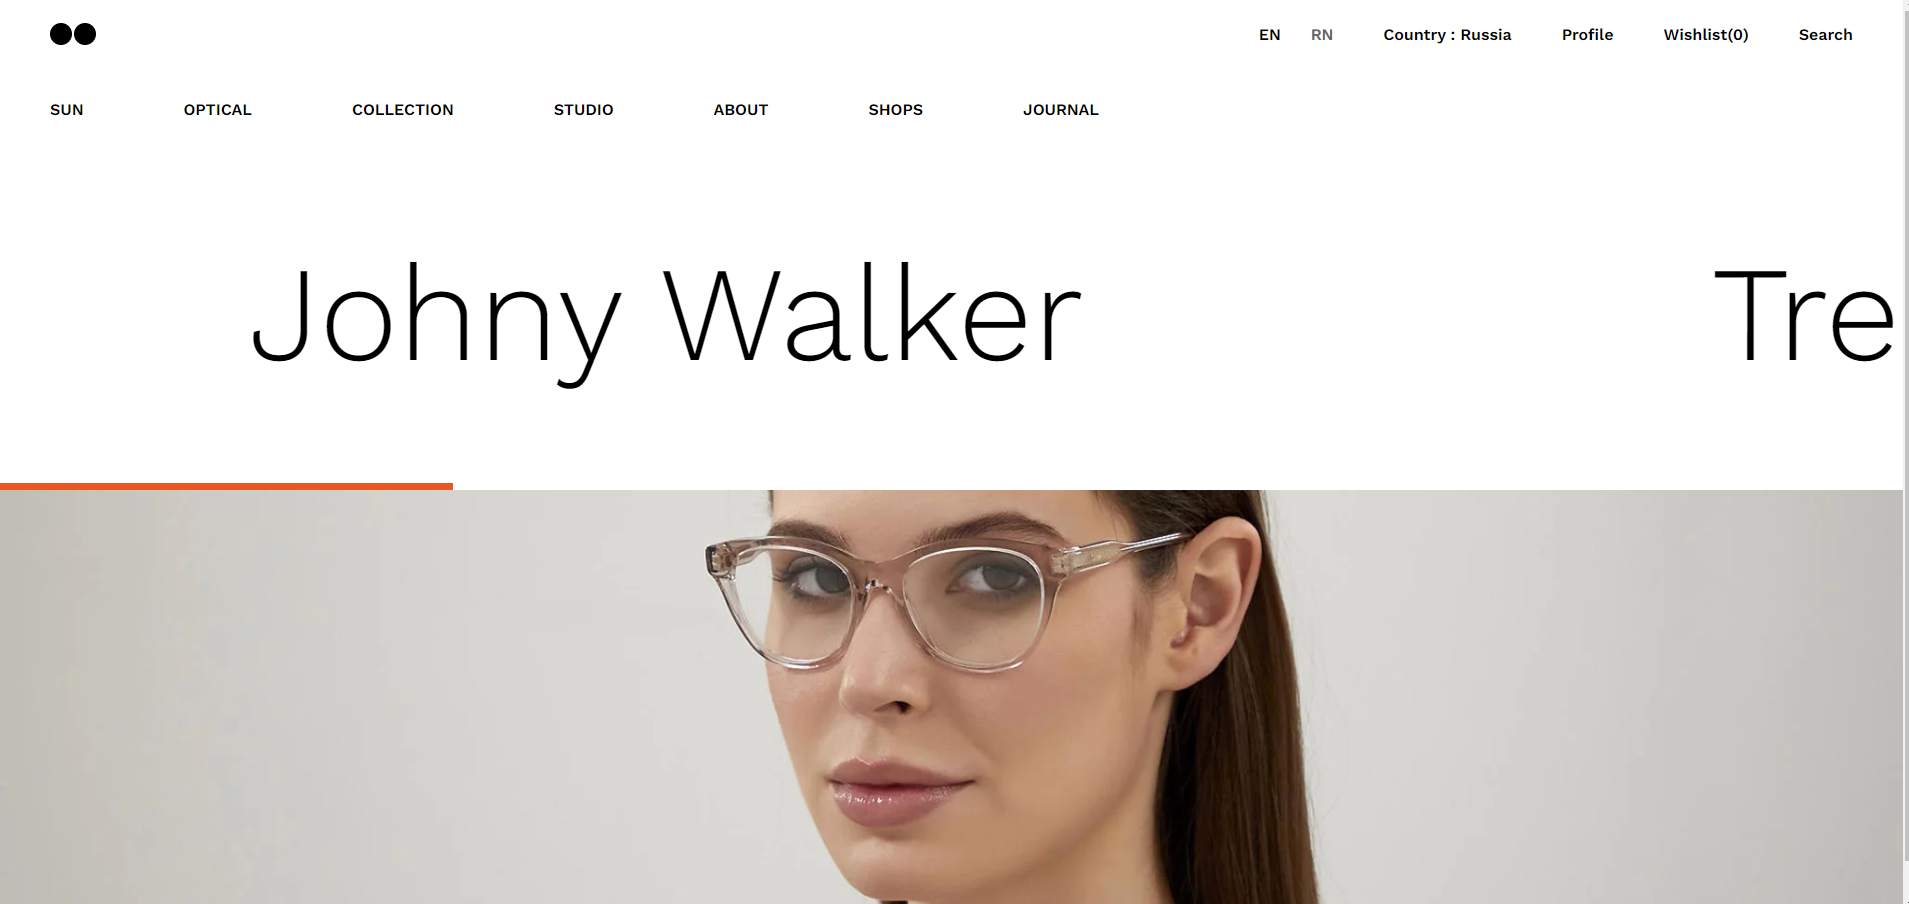 EN RN Country : Russia Profile Wishlist(0) Search
SUN OPTICAL COLLECTION STUDIO ABOUT SHOPS JOURNAL
Johny Walker Tre